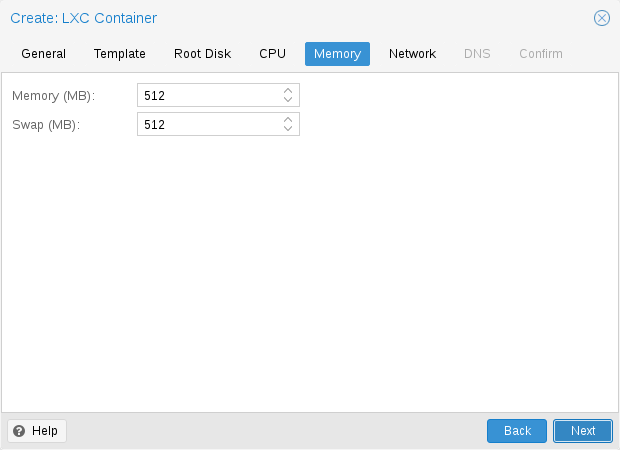 Create: LXC Container
General Template Root Disk CPU Memory Network DNS Confirm
Memory (MB): 512
Swap (MB): 512
Help Back Next